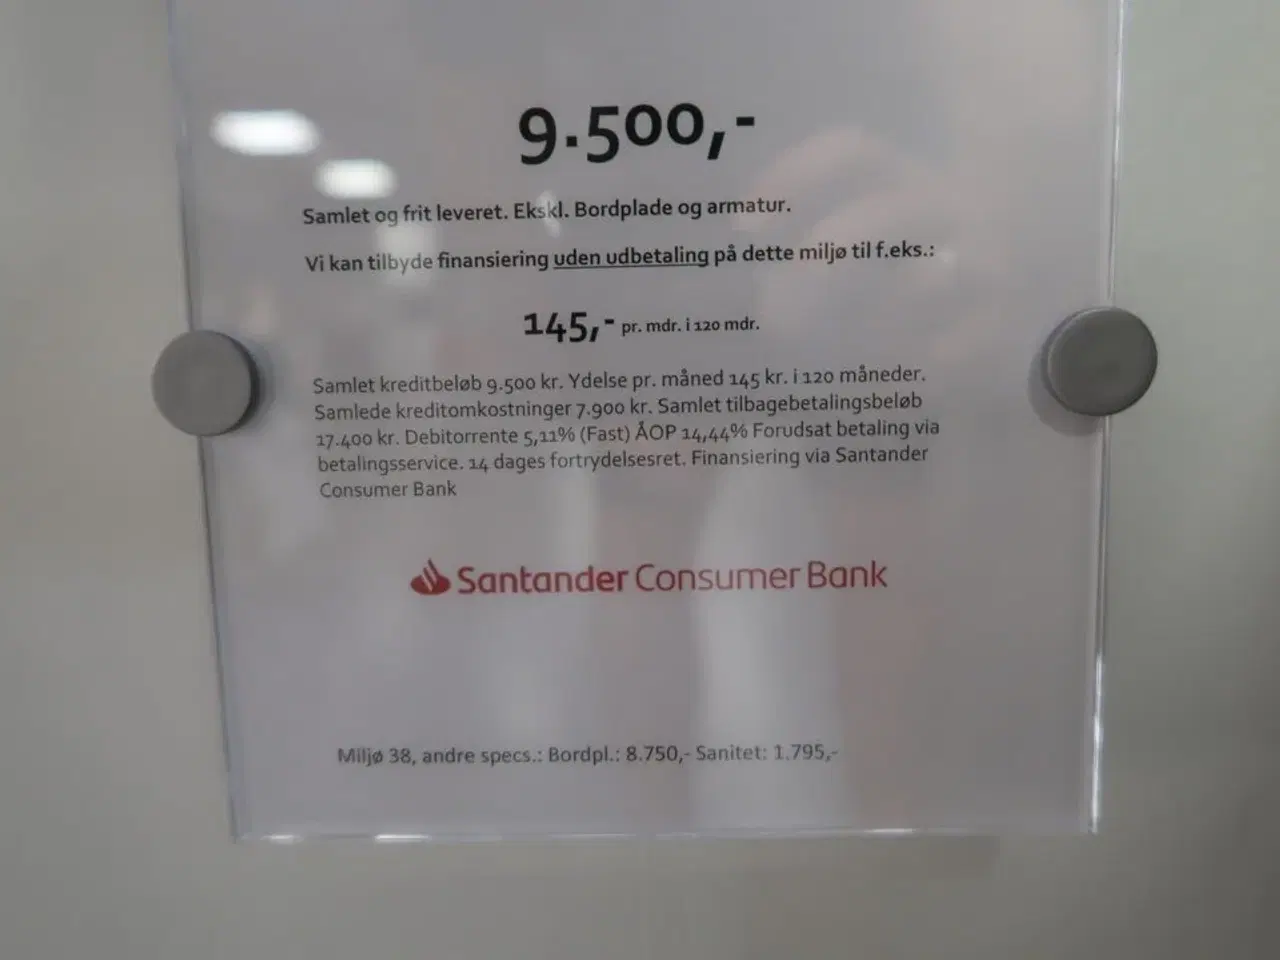 9.500,-
Samlet og frit leveret. Ekskl. Bordplade og armatur.
Vi kan tilbyde finansiering uden udbetaling på dette miljø til f.eks.:
145,- pr. mdr. i 120 mdr.
Samlet kreditbeløb 9.500 kr. Ydelse pr. måned 145 kr. i 120 måneder.
Samlede kreditomkostninger 7.900 kr. Samlet tilbagebetalingsbeløb
17.400 kr. Debitorrente 5,11% (Fast) ÅOP 14,44% Forudsat betaling via
betalingsservice. 14 dages fortrydelsesret. Finansiering via Santander
Consumer Bank
Santander Consumer Bank
Miljø 38, andre specs.: Bordpl.: 8.750,- Sanitet: 1.795,-